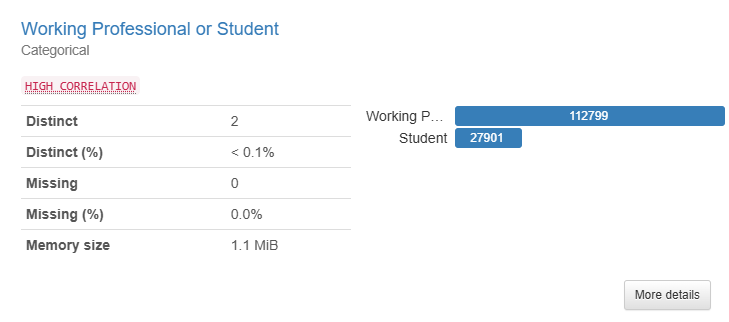 Working Professional or Student
Categorical
HIGH CORRELATION
Distinct 2
Distinct (%) < 0.1%
Missing 0
Missing (%) 0.0%
Memory size 1.1 MiB
Working P… 112799
Student 27901
More details